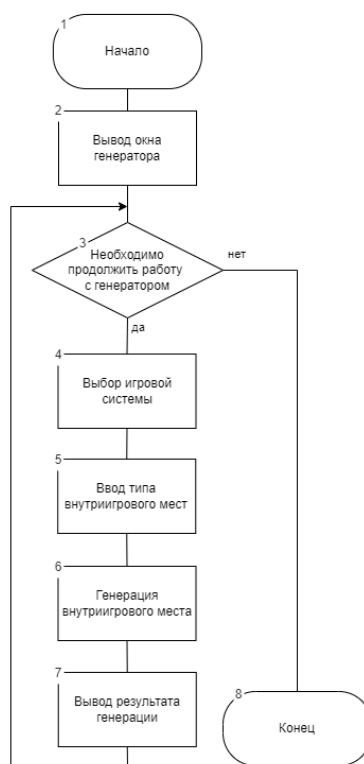 1
Начало
2
Вывод окна
генератора
3
Необходимо
продолжить работу
с генератором
нет
да
4
Выбор игровой
системы
5
Ввод типа
внутриигрового мест
6
Генерация
внутриигрового места
7
Вывод результата
генерации
8
Конец